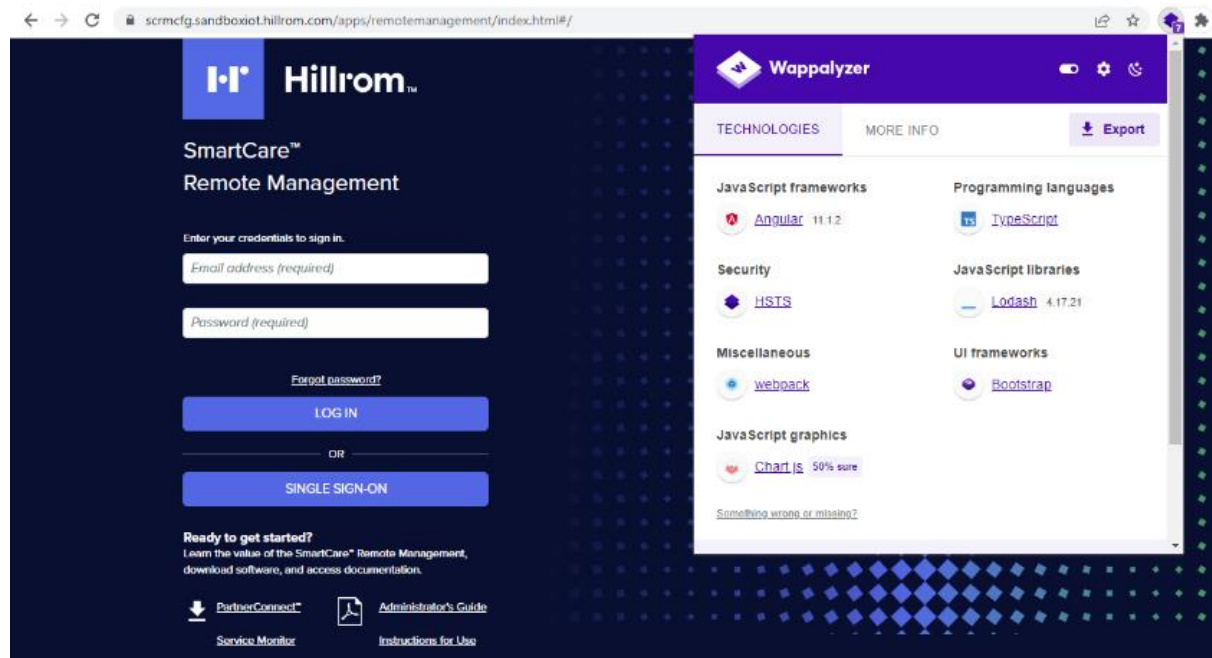 scrmcfg.sandboxiot.hillrom.com/apps/remotemanagement/index.html#/
7
Hillrom™
SmartCare™
Remote Management
Enter your credentials to sign in.
Email address (required)
Password (required)
Forgot password?
LOG IN
OR
SINGLE SIGN-ON
Ready to get started?
Learn the value of the SmartCare™ Remote Management,
download software, and access documentation.
PartnerConnect™
Service Monitor
Administrator's Guide
Instructions for Use
Wappalyzer
TECHNOLOGIES MORE INFO Export
JavaScript frameworks
Angular 11.1.2
Programming languages
TS TypeScript
Security
HSTS
JavaScript libraries
Lodash 4.17.21
Miscellaneous
webpack
UI frameworks
Bootstrap
JavaScript graphics
Chart.js 50% sure
Something wrong or missing?